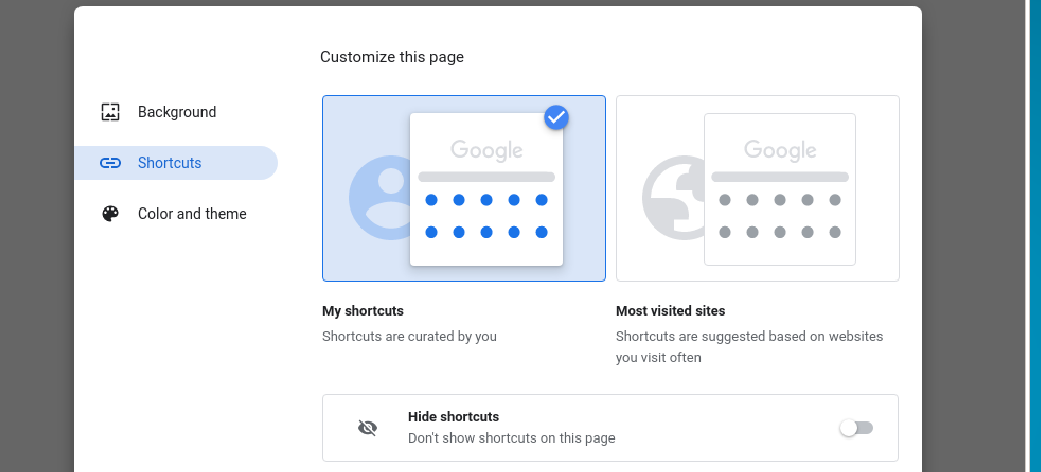 Customize this page
Background
Shortcuts
Color and theme
Google
Google
My shortcuts
Shortcuts are curated by you
Most visited sites
Shortcuts are suggested based on websites
you visit often
Hide shortcuts
Don't show shortcuts on this page